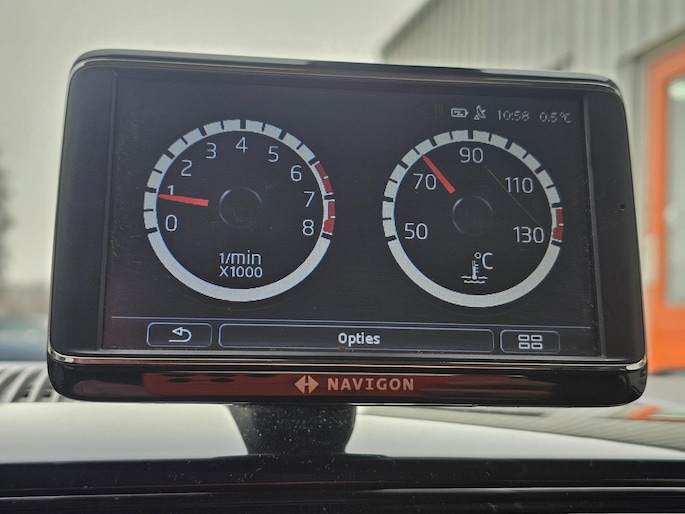 10:58 0.5°C
0 1 2 3 4 5 6 7 8
1/min
X1000
50 70 90 110 130
°C
Opties
NAVIGON